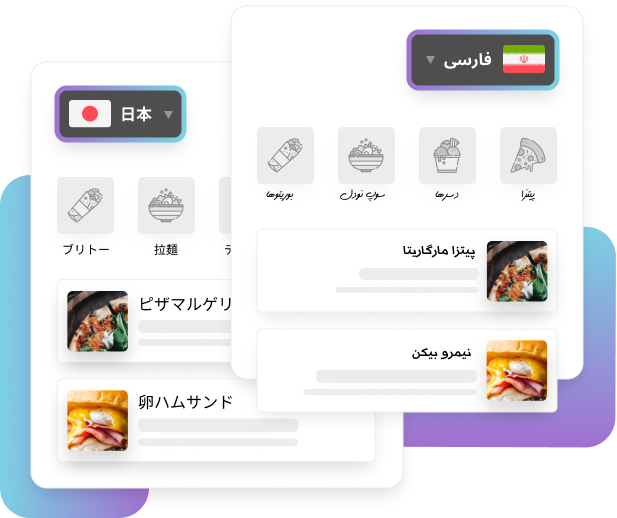 日本
ブリトー
拉麺
ピザマルゲリ
卵ハムサンド
فارسی
پیتزا
دسرها
سوپ نودل
بوریتوها
پیتزا مارگاریتا
نیمرو بیکن